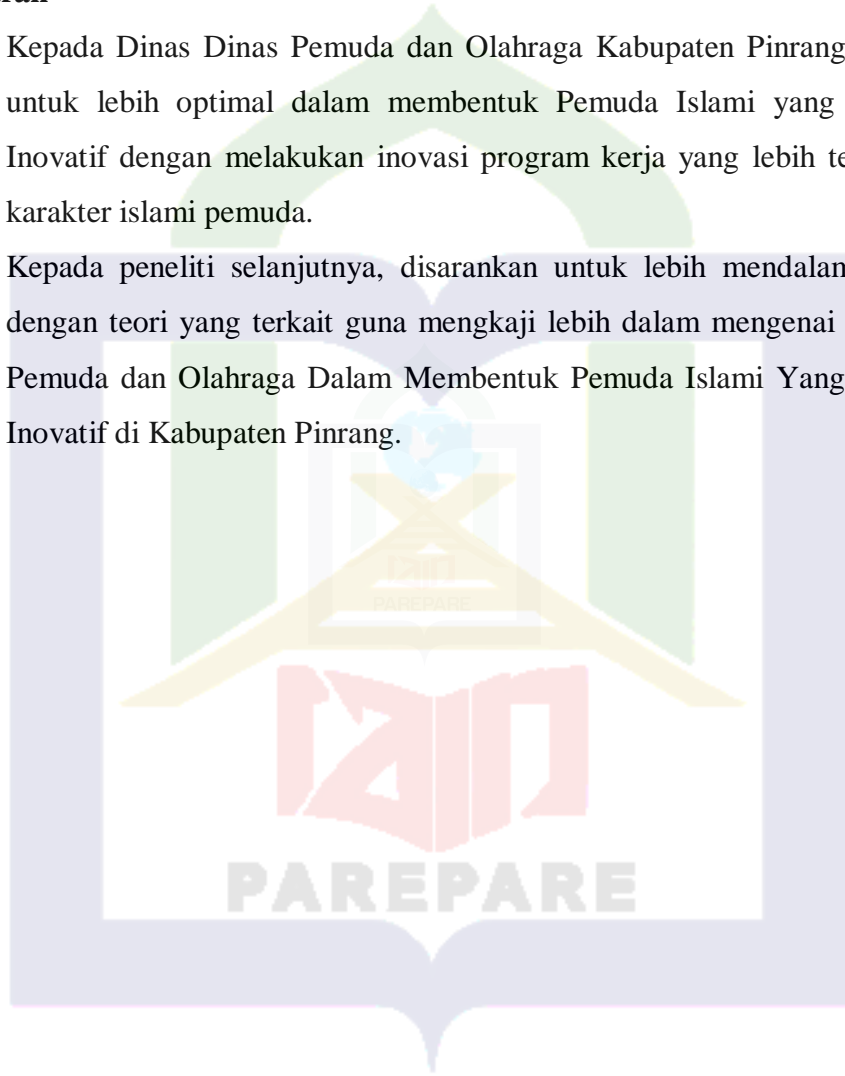 Kepada Dinas Dinas Pemuda dan Olahraga Kabupaten Pinrang
untuk lebih optimal dalam membentuk Pemuda Islami yang
Inovatif dengan melakukan inovasi program kerja yang lebih
karakter islami pemuda.
Kepada peneliti selanjutnya, disarankan untuk lebih
dengan teori yang terkait guna mengkaji lebih dalam mengenai
Pemuda dan Olahraga Dalam Membentuk Pemuda Islami Yang
Inovatif di Kabupaten Pinrang.
IAIN
PAREPARE
IAIN
PAREPARE